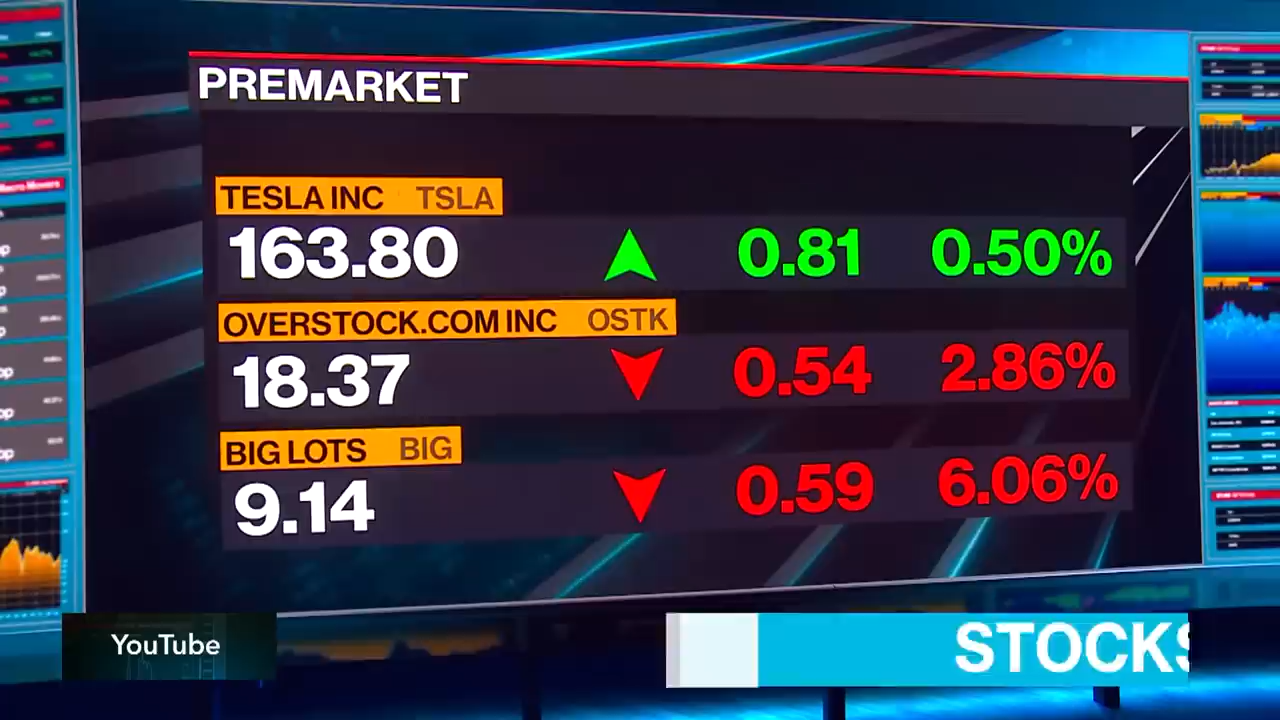 PREMARKET
TESLA INC TSLA
163.80 0.81 0.50%
OVERSTOCK.COM INC OSTK
18.37 0.54 2.86%
BIG LOTS BIG
9.14 0.59 6.06%
YouTube
STOCKS